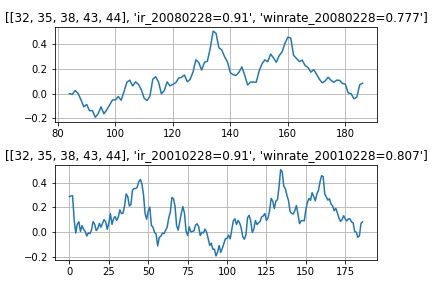 [[32, 35, 38, 43, 44], 'ir_20080228=0.91', 'winrate_20080228=0.777']
0.4
0.2
0.0
−0.2
80 100 120 140 160 180
[[32, 35, 38, 43, 44], 'ir_20010228=0.91', 'winrate_20010228=0.807']
0.4
0.2
0.0
−0.2
0 25 50 75 100 125 150 175